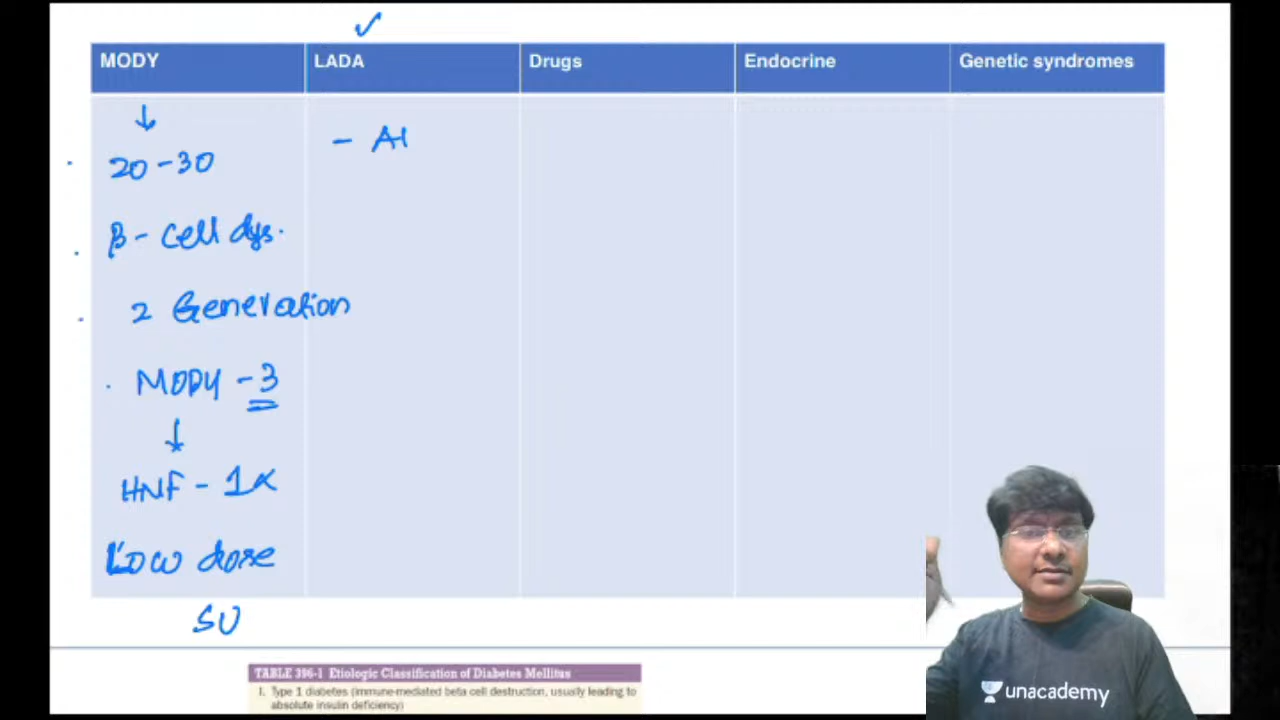 MODY LADA Drugs Endocrine Genetic syndromes
↓
20-30
- AI
β- cell dys.
2 Generation
MODY - 3
↓
HNF - 1α
Low dose
SU
TABLE 396-1 Etiologic Classification of Diabetes Mellitus
I. Type 1 diabetes (immune-mediated beta cell destruction, usually leading to
absolute insulin deficiency)
unacademy